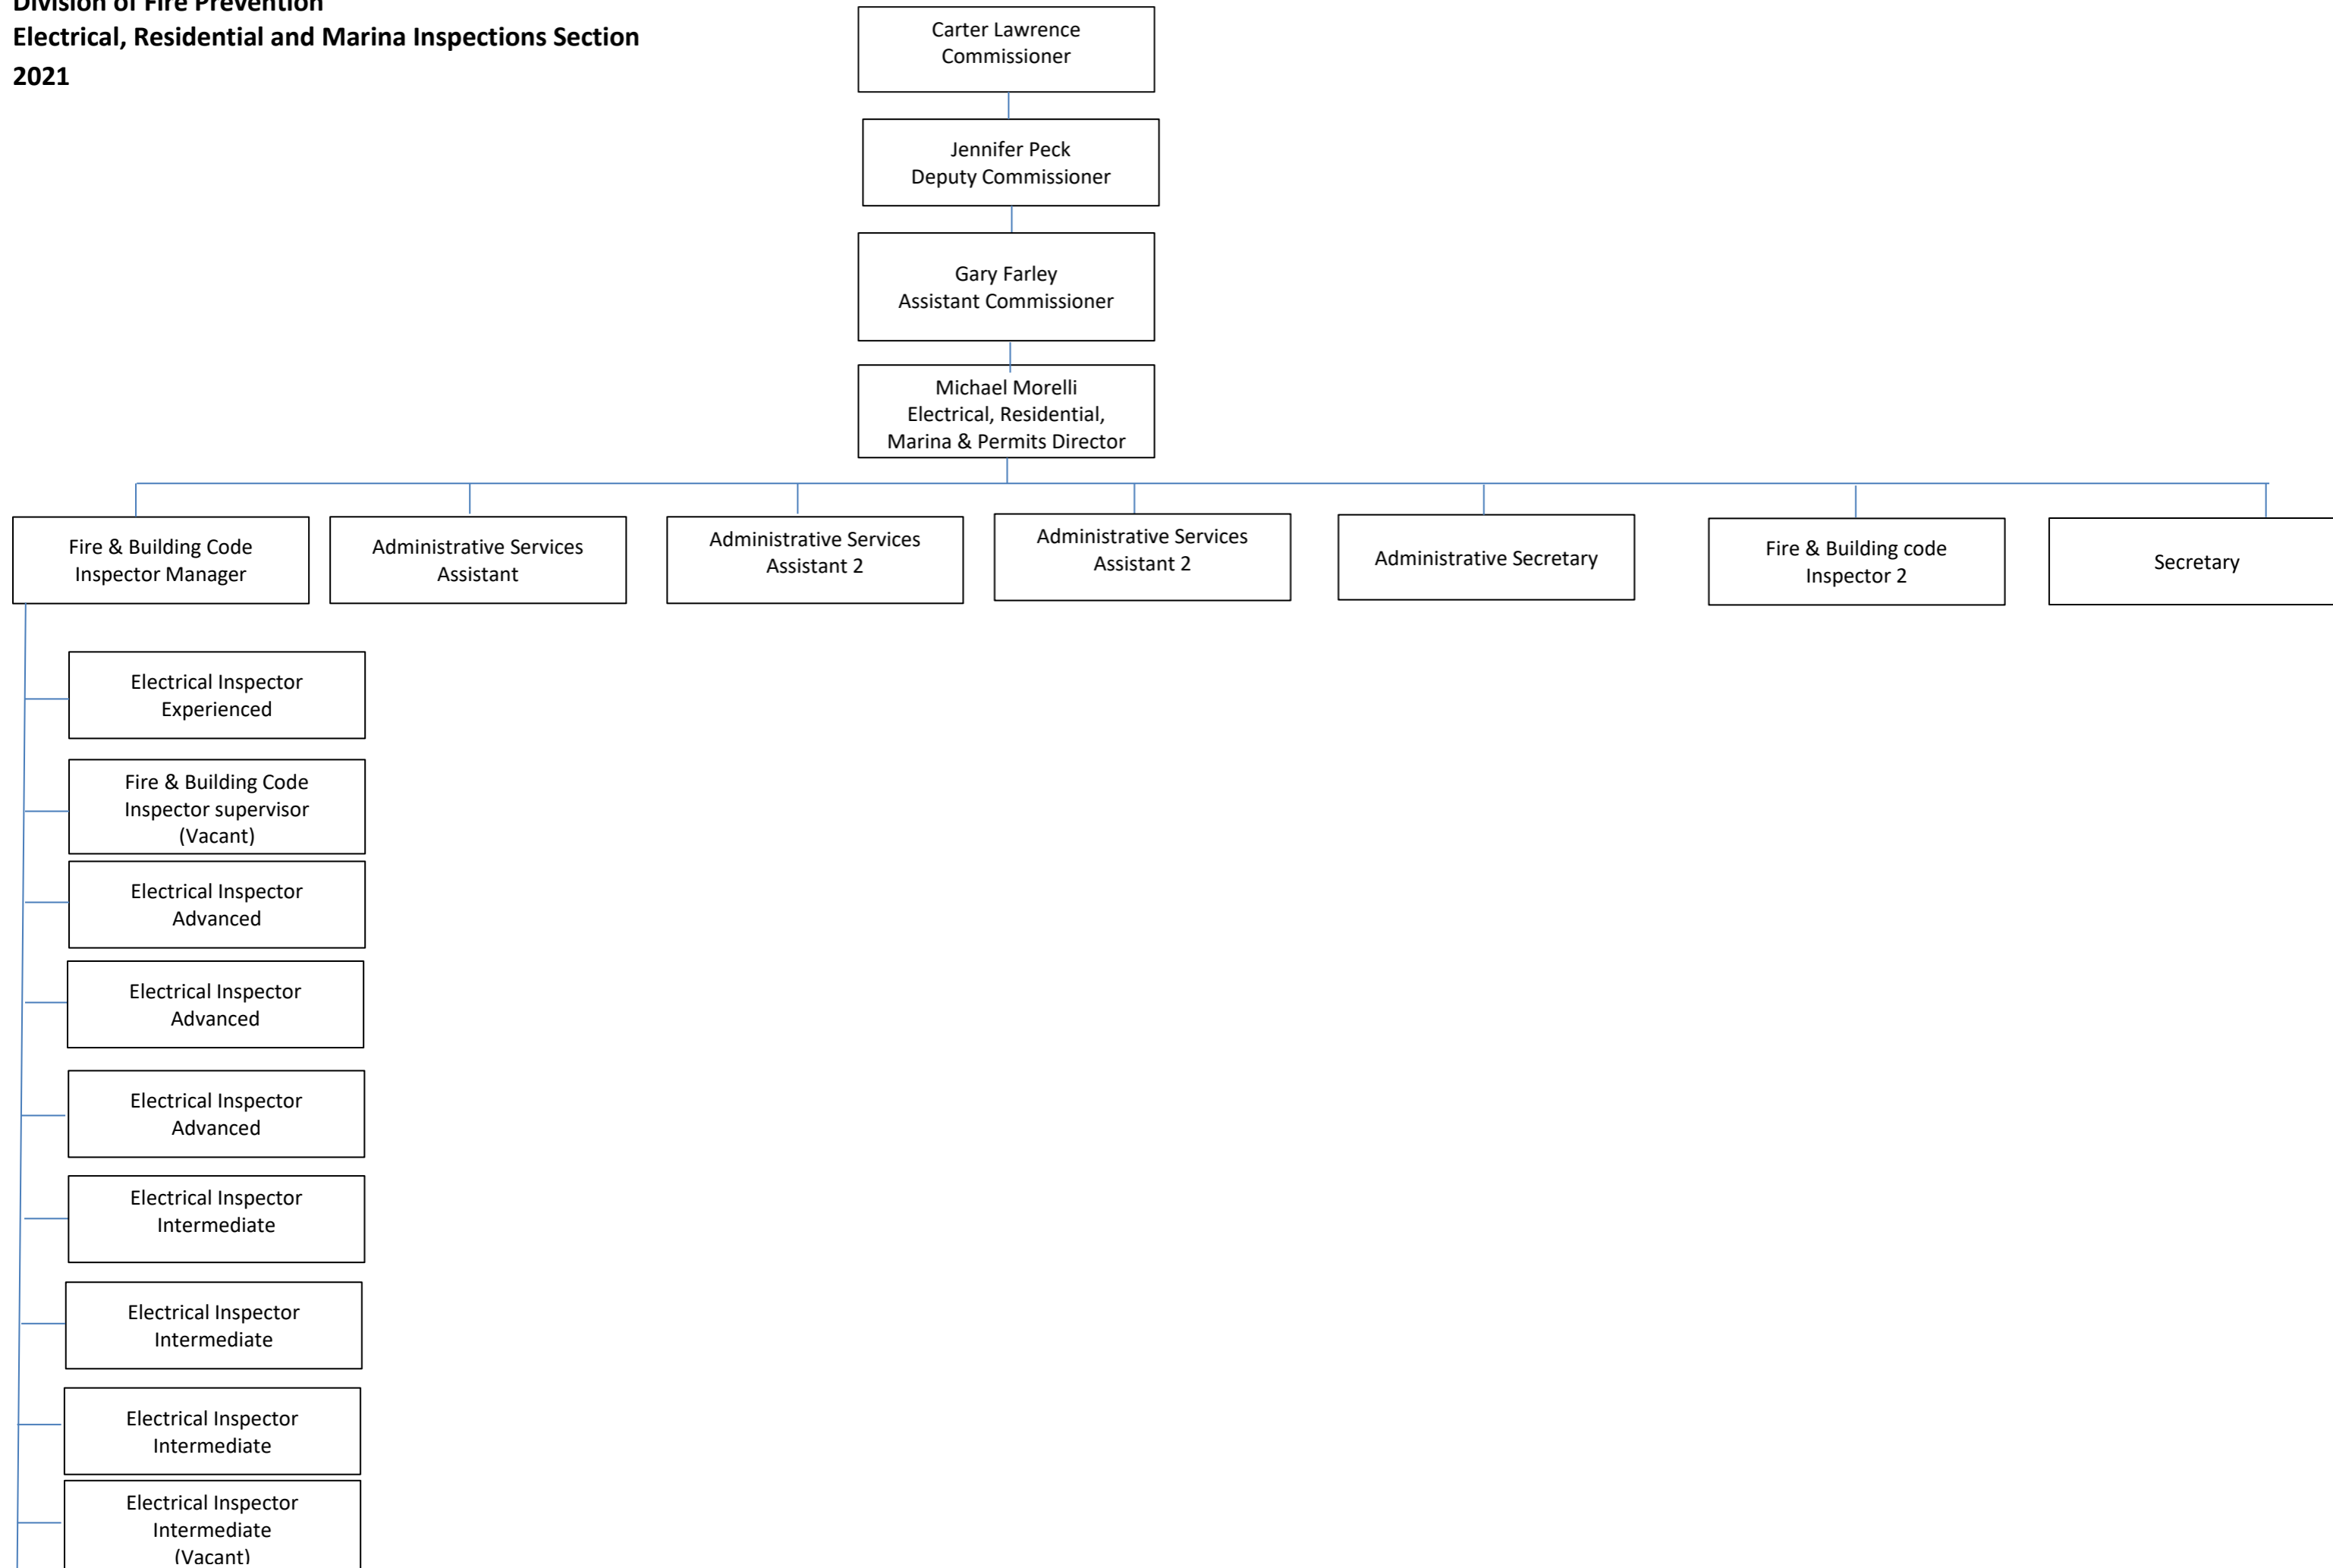 Division of Fire Prevention
Electrical, Residential and Marina Inspections Section
2021
Carter Lawrence
Commissioner
Jennifer Peck
Deputy Commissioner
Gary Farley
Assistant Commissioner
Michael Morelli
Electrical, Residential,
Marina & Permits Director
Fire & Building Code
Inspector Manager
Administrative Services
Assistant
Administrative Services
Assistant 2
Administrative Services
Assistant 2
Administrative Secretary
Fire & Building code
Inspector 2
Secretary
Electrical Inspector
Experienced
Fire & Building Code
Inspector supervisor
(Vacant)
Electrical Inspector
Advanced
Electrical Inspector
Advanced
Electrical Inspector
Advanced
Electrical Inspector
Intermediate
Electrical Inspector
Intermediate
Electrical Inspector
Intermediate
Electrical Inspector
Intermediate
(Vacant)